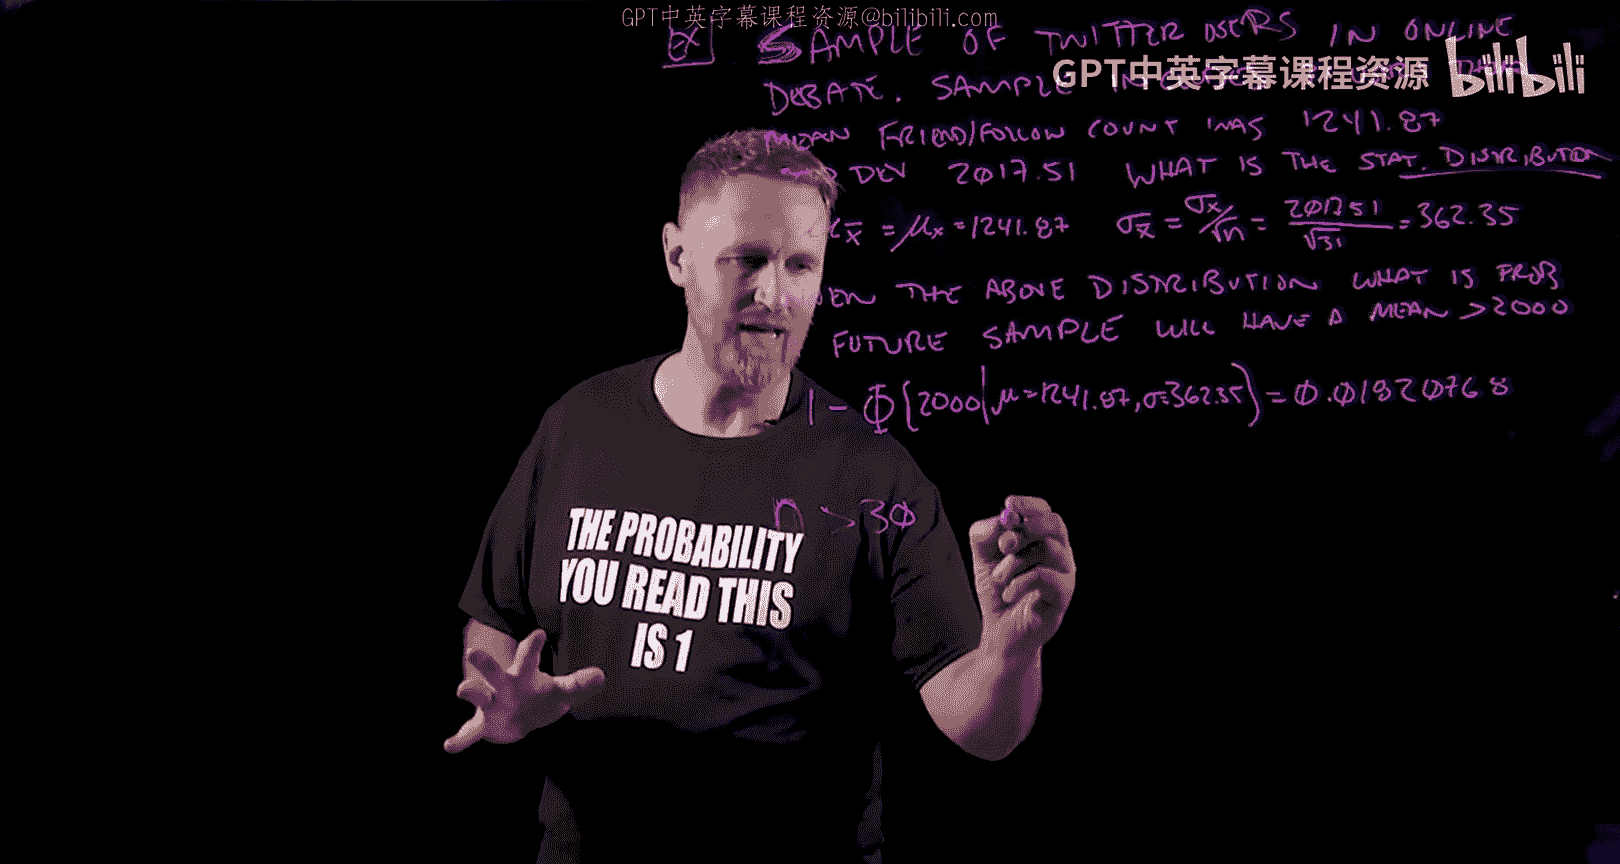 GPT中英字幕课程资源@bilibili.com
EX SAMPLE OF TWITTER USERS IN ONLINE
GPT中英字幕课程资源 bilibili
DEBATE. SAMPLE
MEAN FRIEND/FOLLOW COUNT WAS 1241.87
DEV 2017.51 WHAT IS THE STAT. DISTRIBUTION
x̄ = μx = 1241.87 σx̄ = σx/√n = 2017.51/√31 = 362.35
THE ABOVE DISTRIBUTION WHAT IS PROB
FUTURE SAMPLE WILL HAVE A MEAN >2000
1 - Φ(2000|μ=1241.87, σ=362.35) = 0.01820768
n > 30
THE PROBABILITY
YOU READ THIS
IS 1